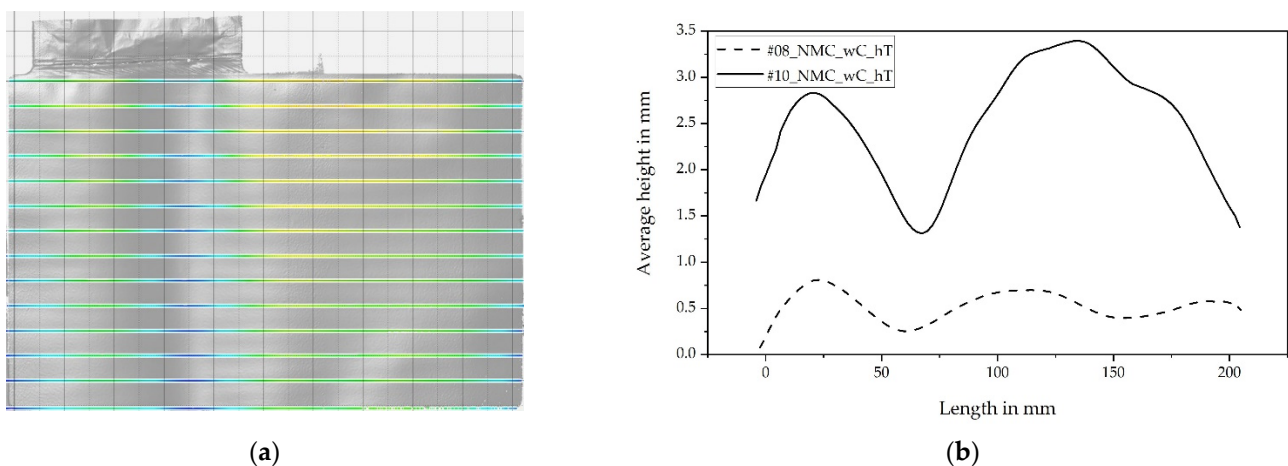 #08_NMC_wC_hT
#10_NMC_wC_hT
3.5
3.0
2.5
2.0
1.5
1.0
0.5
0.0
Average height in mm
0 50 100 150 200
Length in mm
(a) (b)